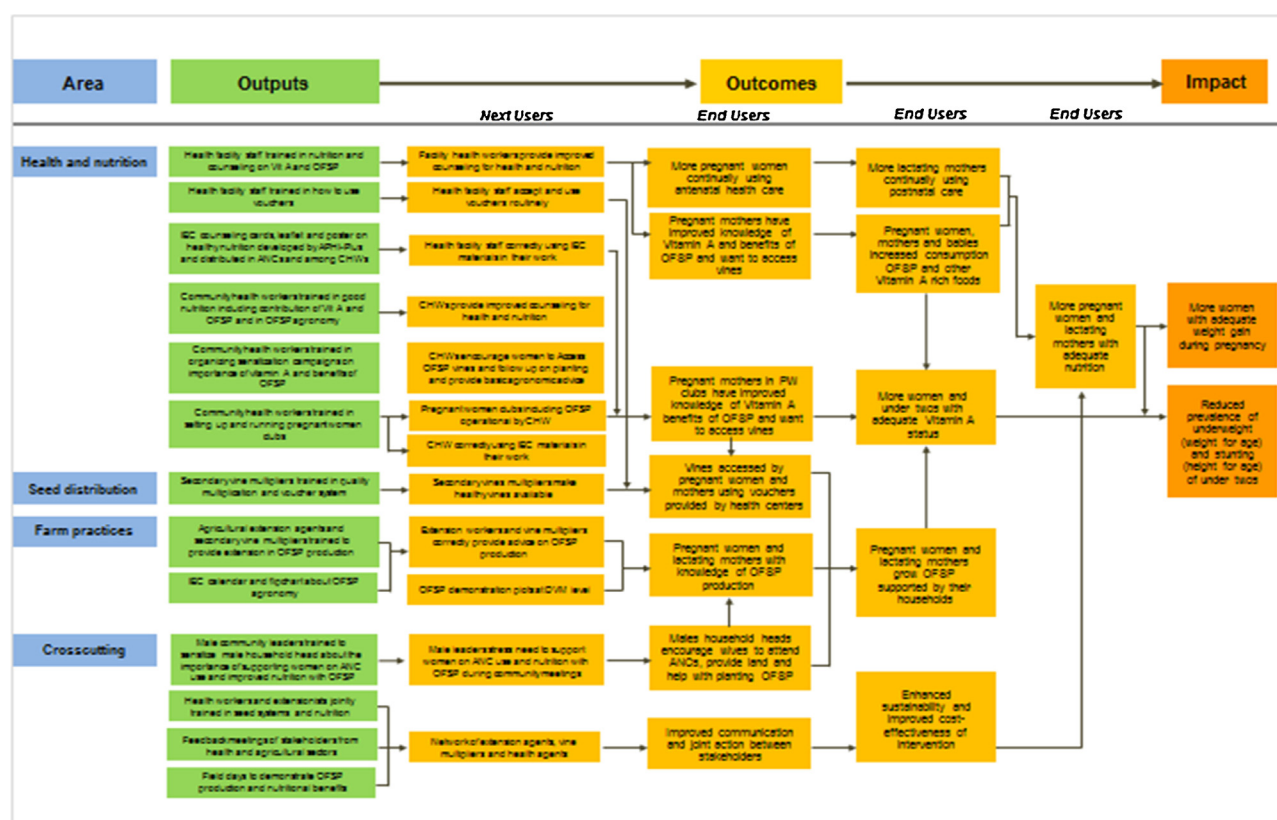 Area
Outputs
Outcomes
Impact
Next Users
End Users
End Users
End Users
Health and nutrition
Health facility staff trained in nutrition and
counseling on Vit A and OFSP
Facility health workers provide improved
counseling for health and nutrition
More pregnant women
continually using
antenatal health care
More lactating mothers
continually using
postnatal care
Health facility staff trained in how to use
vouchers
Health facility staff accept and use
vouchers routinely
Pregnant mothers have
improved knowledge of
Vitamin A and benefits of
OFSP and want to access
vines
Pregnant women,
mothers and babies
increased consumption
OFSP and other
Vitamin A rich foods
IEC counseling cards, leaflet and poster on
healthy nutrition developed by APHI-Plus
and distributed in ANCs and among CHWs
Health facility staff correctly using IEC
materials in their work
Community health workers trained in good
nutrition including contribution of Vit A and
OFSP and in OFSP agronomy
CHWs provide improved counseling for
health and nutrition
More pregnant
women and
lactating
mothers with
adequate
nutrition
More women
with adequate
weight gain
during pregnancy
Community health workers trained in
organizing sensitization campaigns on
importance of vitamin A and benefits of
OFSP
CHWs encourage women to Access
OFSP vines and follow up on planting
and provide basic agronomic advice
Pregnant mothers in PW
clubs have improved
knowledge of Vitamin A
benefits of OFSP and want
to access vines
More women and
under twos with
adequate Vitamin A
status
Reduced
prevalence of
underweight
(weight for age)
and stunting
(height for age)
of under twos
Community health workers trained in
setting-up and running pregnant women
clubs
Pregnant women clubs including OFSP
operational by CHW
CHW correctly using IEC materials in
their work
Seed distribution
Secondary vine multipliers trained in quality
multiplication and voucher system
Secondary vines multipliers make
healthy vines available
Vines accessed by
pregnant women and
mothers using vouchers
provided by health centers
Farm practices
Agricultural extension agents and
secondary vine multipliers trained to
provide extension in OFSP production
Extension workers and vine multipliers
correctly provide advice on OFSP
production
Pregnant women and
lactating mothers with
knowledge of OFSP
production
Pregnant women and
lactating mothers
grow OFSP
supported by their
households
IEC calendar and flipchart about OFSP
agronomy
OFSP demonstration plots at DVM level
Crosscutting
Male community leaders trained to
sensitize male household head about the
importance of supporting women on ANC
use and improved nutrition with OFSP
Male leaders stress need to support
women on ANC use and nutrition with
OFSP during community meetings
Males household heads
encourage wives to attend
ANCs, provide land and
help with planting OFSP
Health workers and extensionists jointly
trained in seed systems and nutrition
Feedback meetings of stakeholders from
health and agricultural sectors
Field days to demonstrate OFSP
production and nutritional benefits
Network of extension agents, vine
multipliers and health agents
Improved communication
and joint action between
stakeholders
Enhanced
sustainability and
improved cost-
effectiveness of
intervention